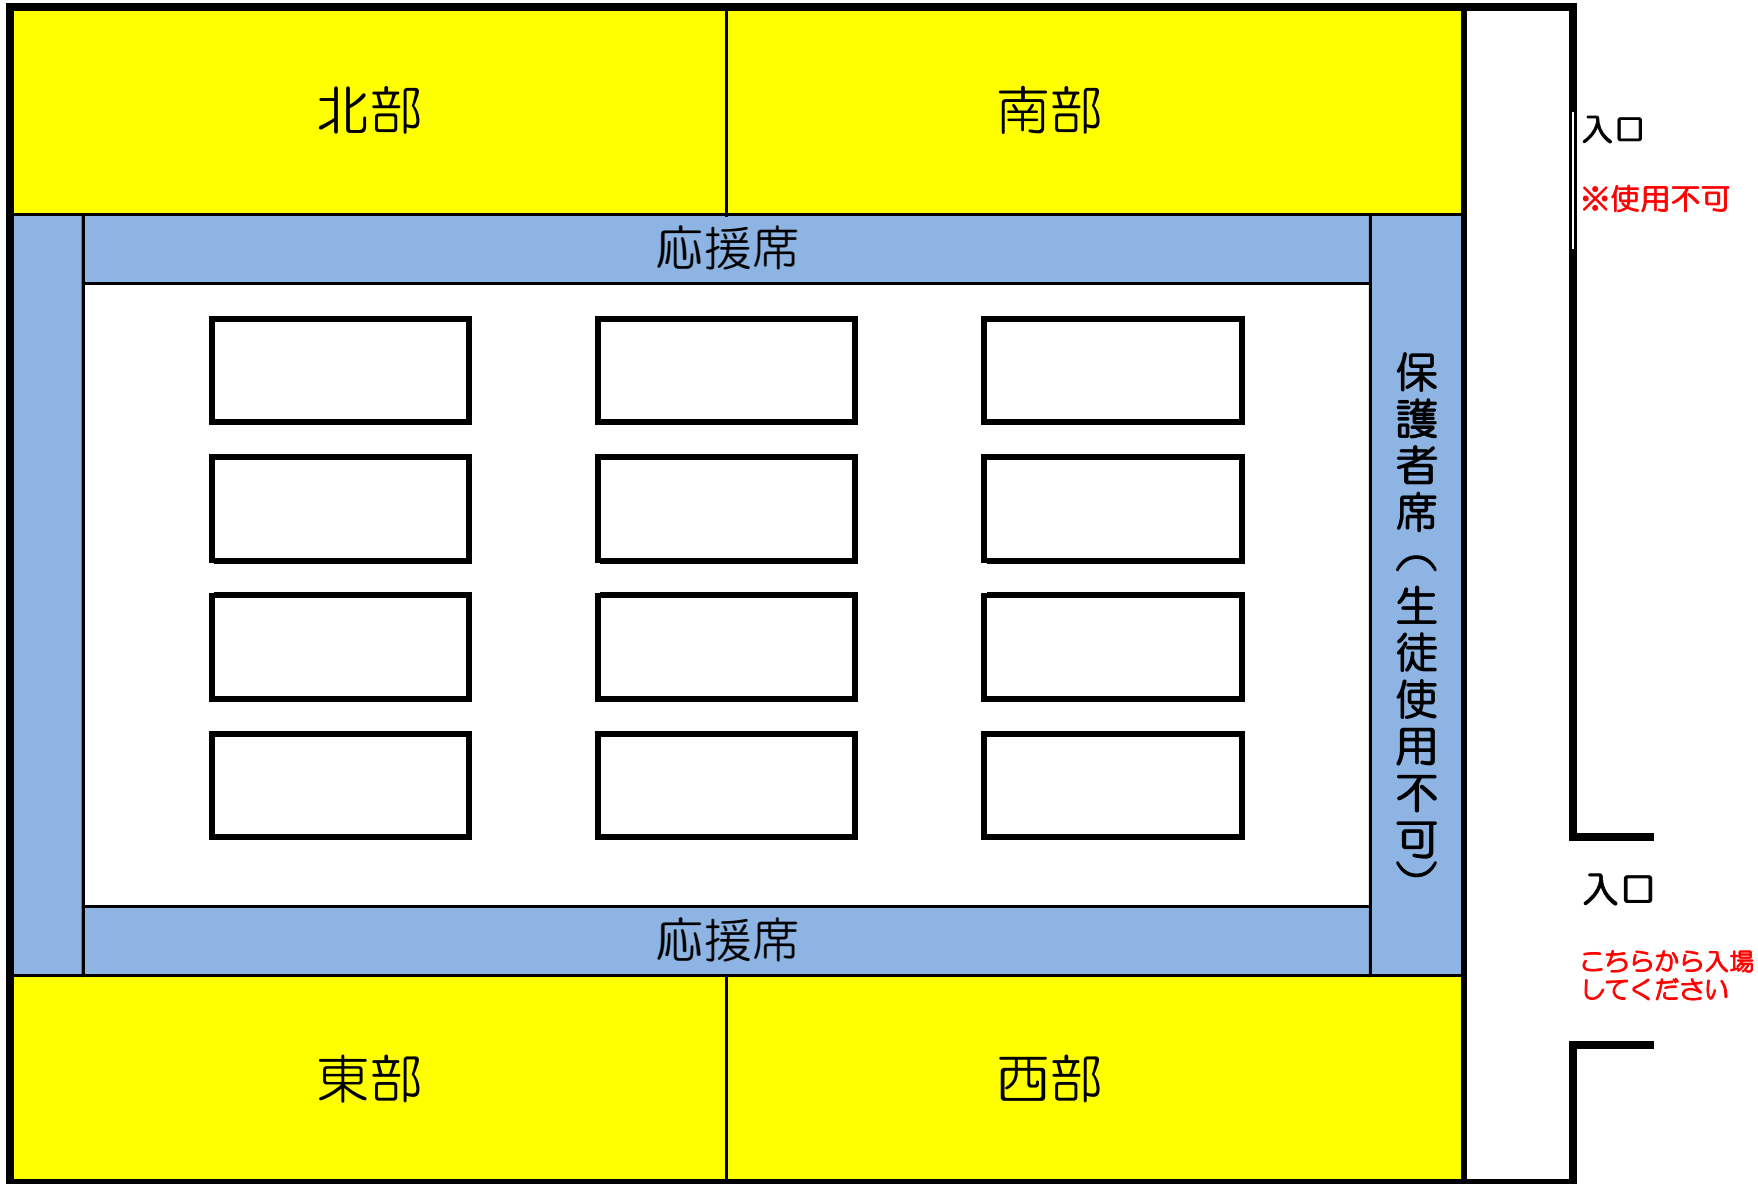 北部
南部
入口
※使用不可
応援席
保護者席（生徒使用不可）
入口
応援席
こちらから入場
してください
東部
西部